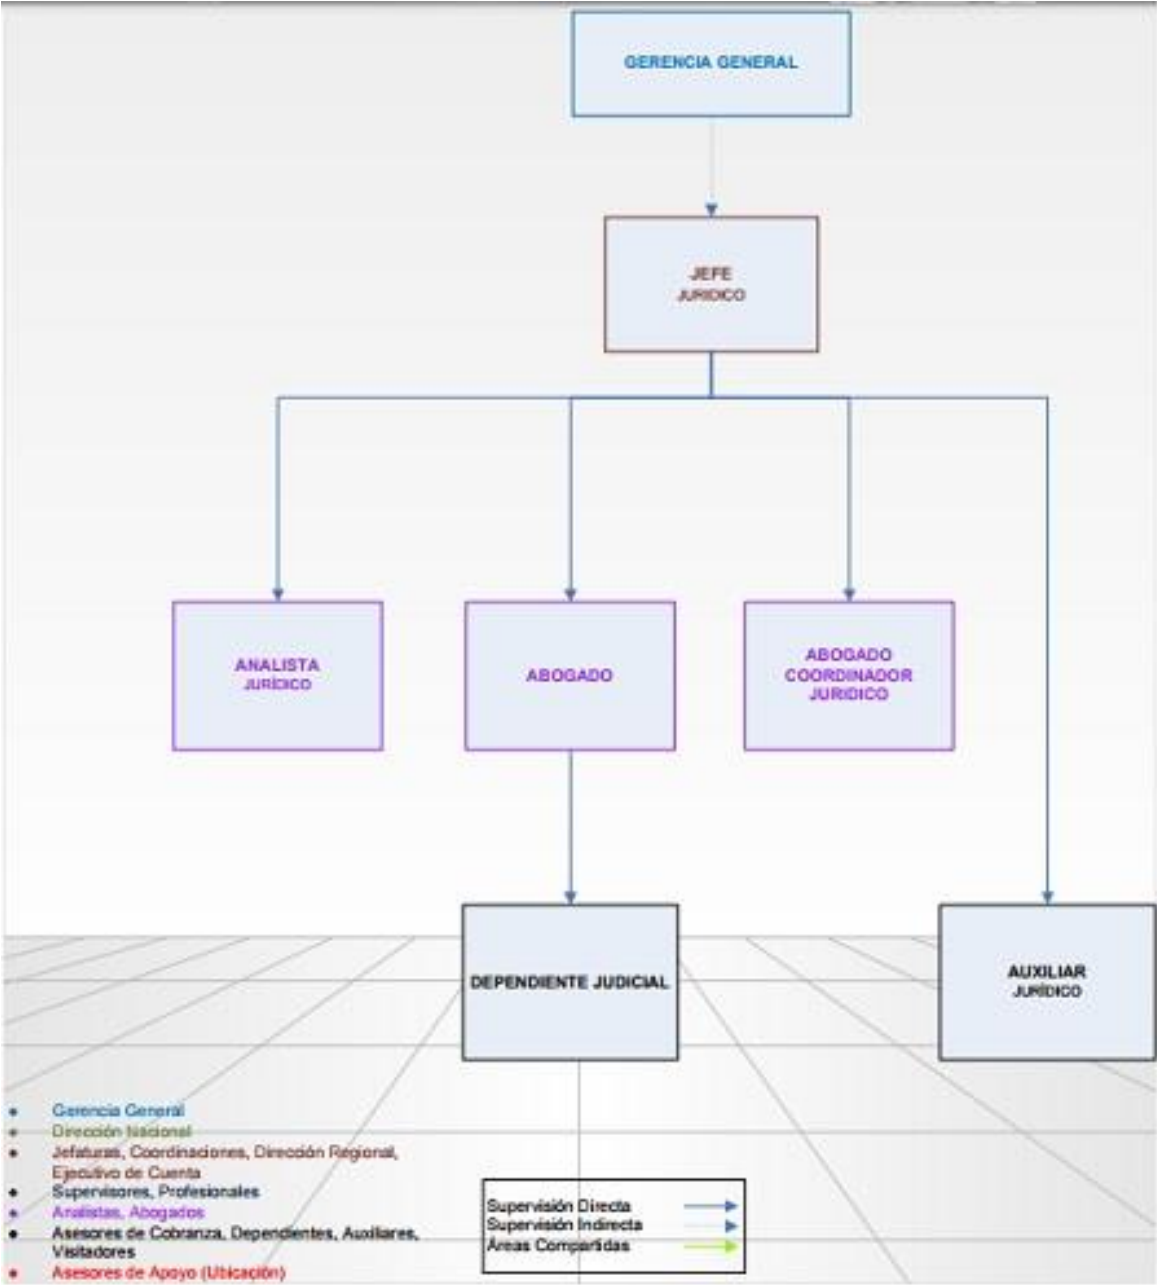 GERENCIA GENERAL
JEFE
JURIDICO
ANALISTA
JURÍDICO
ABOGADO
ABOGADO
COORDINADOR
JURIDICO
DEPENDIENTE JUDICIAL
AUXILIAR
JURÍDICO
Gerencia General
Dirección Nacional
Jefaturas, Coordinaciones, Dirección Regional,
Ejecutivo de Cuenta
Supervisores, Profesionales
Analistas, Abogados
Asesores de Cobranza, Dependientes, Auxiliares,
Visitadores
Asesores de Apoyo (Ubicación)
Supervisión Directa
Supervisión Indirecta
Áreas Compartidas